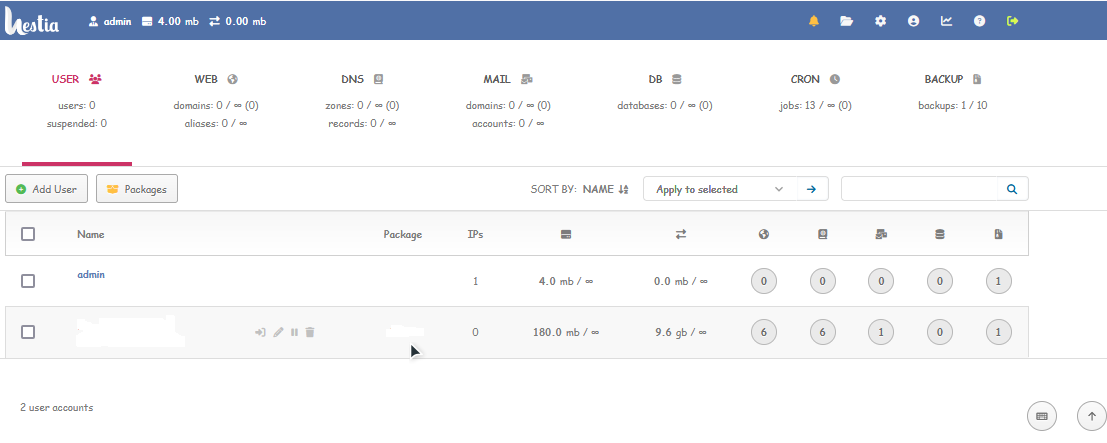 Hestia admin 4.00 mb 0.00 mb
USER WEB DNS MAIL DB CRON BACKUP
users: 0 domains: 0 / ∞ (0) zones: 0 / ∞ (0) domains: 0 / ∞ (0) databases: 0 / ∞ (0) jobs: 13 / ∞ (0) backups: 1 / 10
suspended: 0 aliases: 0 / ∞ records: 0 / ∞ accounts: 0 / ∞
Add User Packages SORT BY: NAME Apply to selected
Name Package IPs
admin 1 4.0 mb / ∞ 0.0 mb / ∞ 0 0 0 0 1
0 180.0 mb / ∞ 9.6 gb / ∞ 6 6 1 0 1
2 user accounts